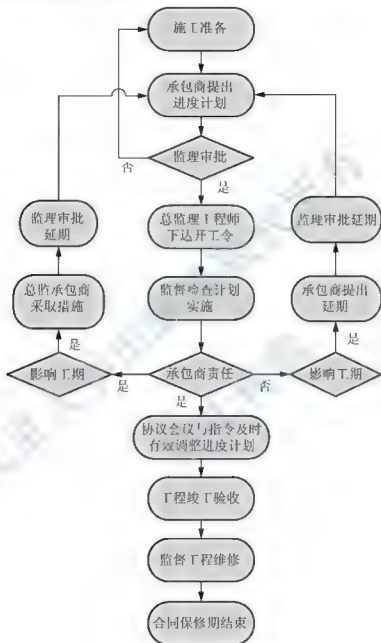 施工准备
承包商提出
进度计划
监理审批
否
是
监理审批
延期
总监理工程师
下达开工令
监理审批延期
总监承包商
采取措施
监督检查计划
实施
承包商提出
延期
是
是
影响工期
是
承包商责任
否
影响工期
是
协议会议与指令及时
有效调整进度计划
工程竣工验收
监督工程维修
合同保修期结束